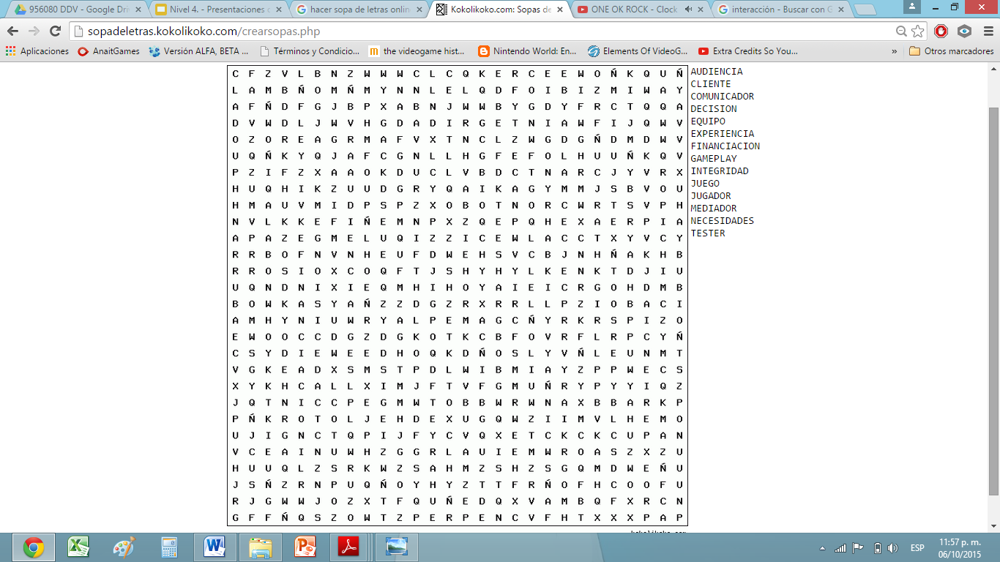 956080 DDV - Google Dri
Nivel 4. - Presentaciones d
hacer sopa de letras onlin
Kokolikoko.com: Sopas de
ONE OK ROCK - Clock
interacción - Buscar con G
sopadeletras.kokolikoko.com/crearsopas.php
Aplicaciones
AnaitGames
Versión ALFA, BETA ...
Términos y Condicio...
the videogame hist...
Nintendo World: En...
Elements Of VideoG...
Extra Credits So You...
»
Otros marcadores
C F Z V L B N Z W W W C L C Q K E R C E E W O Ñ K Q U Ñ
L A M B Ñ O M Ñ M Y N N L E L Q D F O I B I Z M I W A Y
A F Ñ D F G J B P X A B N J W W B Y G D Y F R C T Q Q A
D V W D L J W V H G D A D I R G E T N I A W F I J Q W V
O Z O R E A G R M A F V X T N C L Z W G D G Ñ D M D W V
U Q Ñ K Y Q J A F C G N L L H G F E F O L H U U Ñ K Q V
P Z I F Z X A A O K D U C L V B D C T N A R C J Y V R X
H U Q H I K Z U U D G R Y Q A I K A G Y M M J S B V O U
H M A U V M I D P S P Z X O B O T N O R C W R T S V P H
N V L K K E F I Ñ E M N P X Z Q E P Q H E X A E R P I A
A P A Z E G M E L U Q I Z Z I C E W L A C C T X Y V C Y
R R B O F N V N H E U F D W E H S V C B J N H Ñ A K H B
R R O S I O X C O Q F T J S H Y H Y L K E N K T D J I U
U Q N D N I X I E Q M H I H O Y A I E I C R G O H D M B
B O W K A S Y A Ñ Z Z D G Z R X R R L L P Z I O B A C I
A M H Y N I U W R Y A L P E M A G C Ñ Y R K R S P I Z O
E W O O C C D G Z D G K O T K C B F O V R F L R P C Y Ñ
C S Y D I E W E E D H O Q K D Ñ O S L Y V Ñ L E U N M T
V G K E A D X S M S T P D L W I B M I A Y Z P P W E C S
X Y K H C A L L X I M J F T V F G M U Ñ R Y P Y Y I Q Z
J Q T N I C C P E G M W T O B B W R W N A X B B A R K P
P Ñ K R O T O L J E H D E X U G Q W Z I I M V L H E M O
U J I G N C T Q P I J F Y C V Q X E T C K C K C U P A N
V C E A I N U W H Z G G R L A U I E M W R O A S Z X Z U
H U U Q L Z S R K W Z S A H M Z S H Z S G Q M D W E Ñ U
J S Ñ Z R N P U Q Ñ O Y H Y Z T T F R Ñ O F H C O O F U
R J G W W J O Z X T F Q U Ñ E D Q X V A M B Q F X R C N
G F F Ñ Q S Z O W T Z P E R P E N C V F H T X X X P A P
AUDIENCIA
CLIENTE
COMUNICADOR
DECISION
EQUIPO
EXPERIENCIA
FINANCIACION
GAMEPLAY
INTEGRIDAD
JUEGO
JUGADOR
MEDIADOR
NECESIDADES
TESTER
ESP
11:57 p. m.
06/10/2015